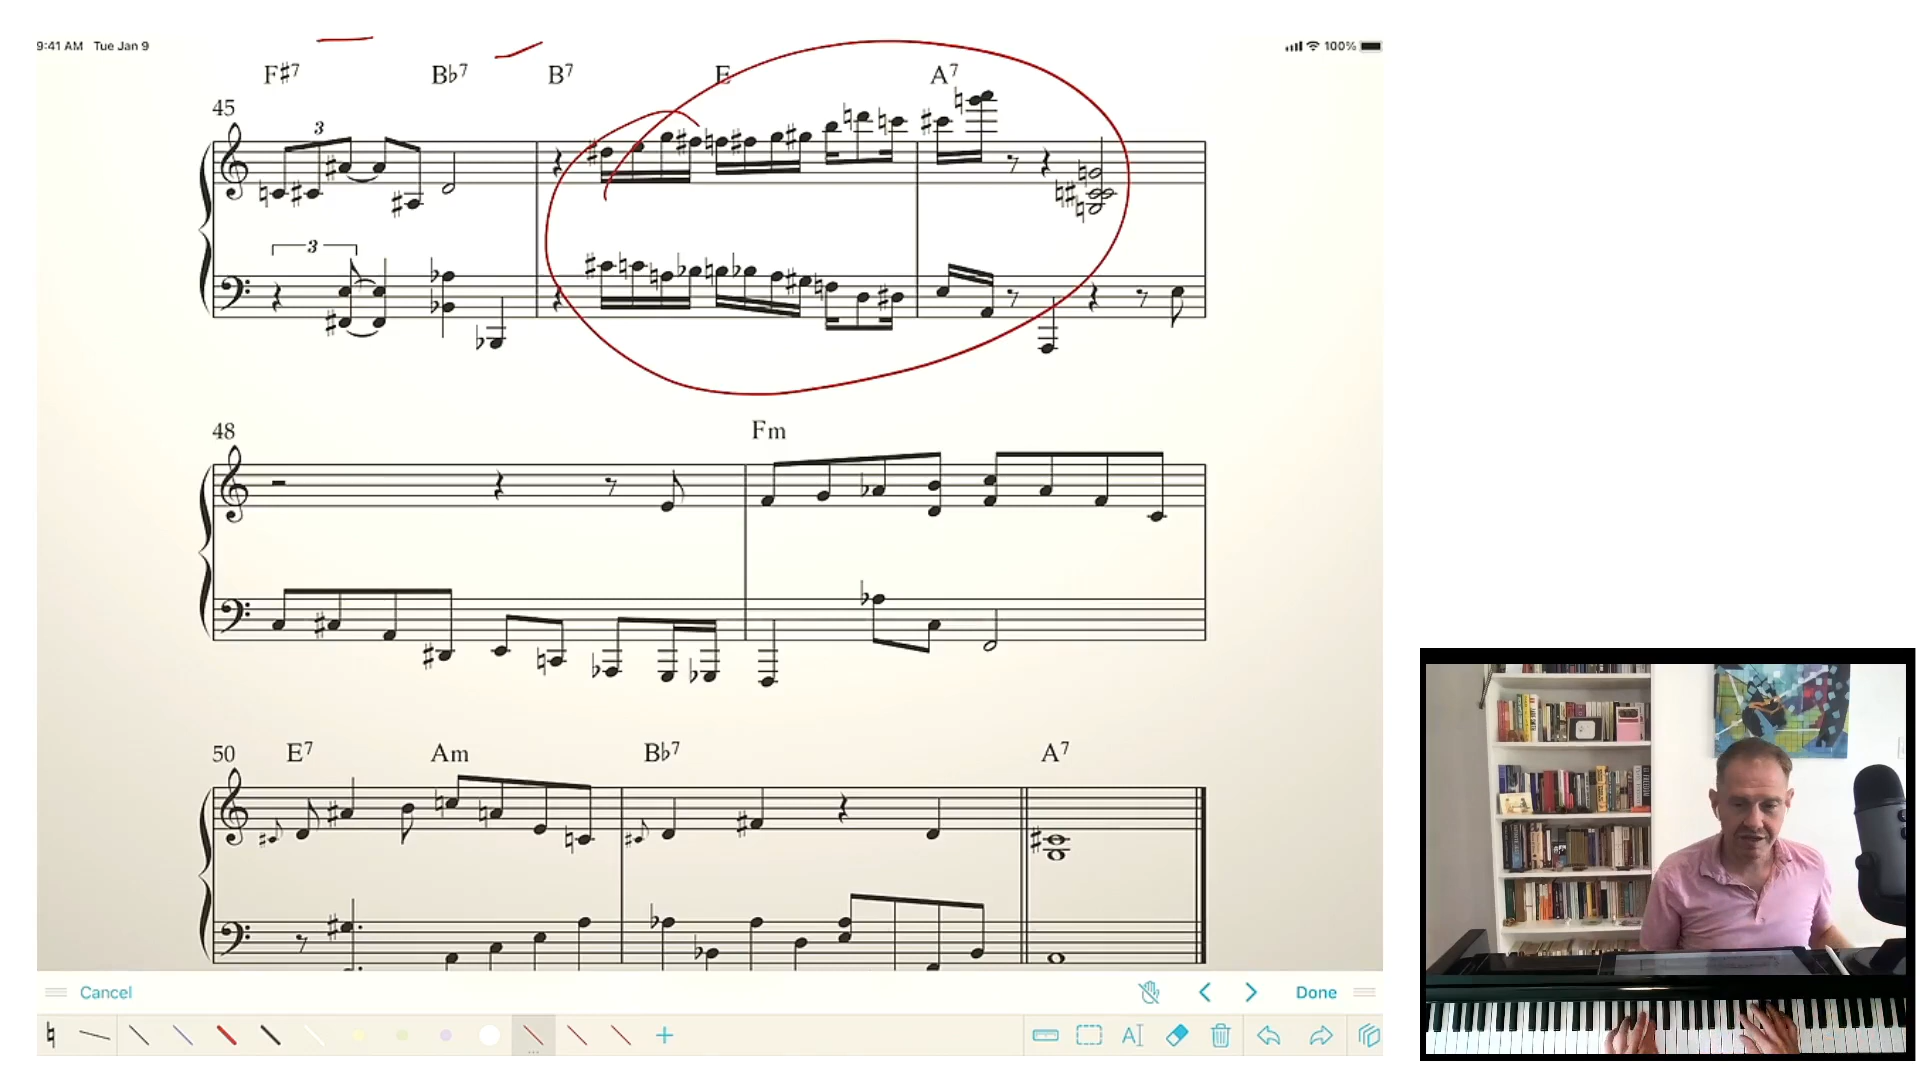 9:41 AM Tue Jan 9
100%
F♯7 B♭7 B7 E A7
45
3
3
48
Fm
50 E7 Am B♭7 A7
Cancel
Done
A